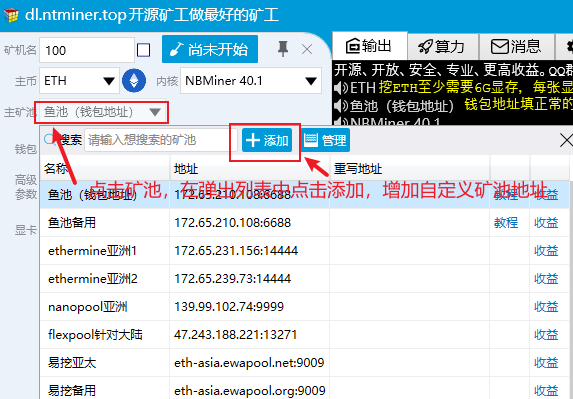 dl.ntminer.top开源矿工做最好的矿工
矿机名 100 尚未开始
输出 算力 消息
主币 ETH 内核 NBMiner 40.1
开源、开放、安全、专业、更高收益。QQ群
ETH 挖ETH至少需要6G显存，每张显
主矿池 鱼池（钱包地址）
鱼池（钱包地址） 钱包地址填正常的
NBMiner 40.1
钱包
搜索 请输入想搜索的矿池 添加 管理
名称 地址 重写地址
高级
参数
点击矿池，在弹出列表中点击添加，增加自定义矿池地址
鱼池（钱包地址） 172.65.210.108:6688 教程 收益
显卡
鱼池备用 172.65.210.108:6688 教程 收益
ethermine亚洲1 172.65.231.156:14444 收益
ethermine亚洲2 172.65.239.73:14444 收益
nanopool亚洲 139.99.102.74:9999 收益
flexpool针对大陆 47.243.188.221:13271 收益
易挖亚太 eth-asia.ewapool.net:9009 收益
易挖备用 eth-asia.ewapool.org:9009 收益